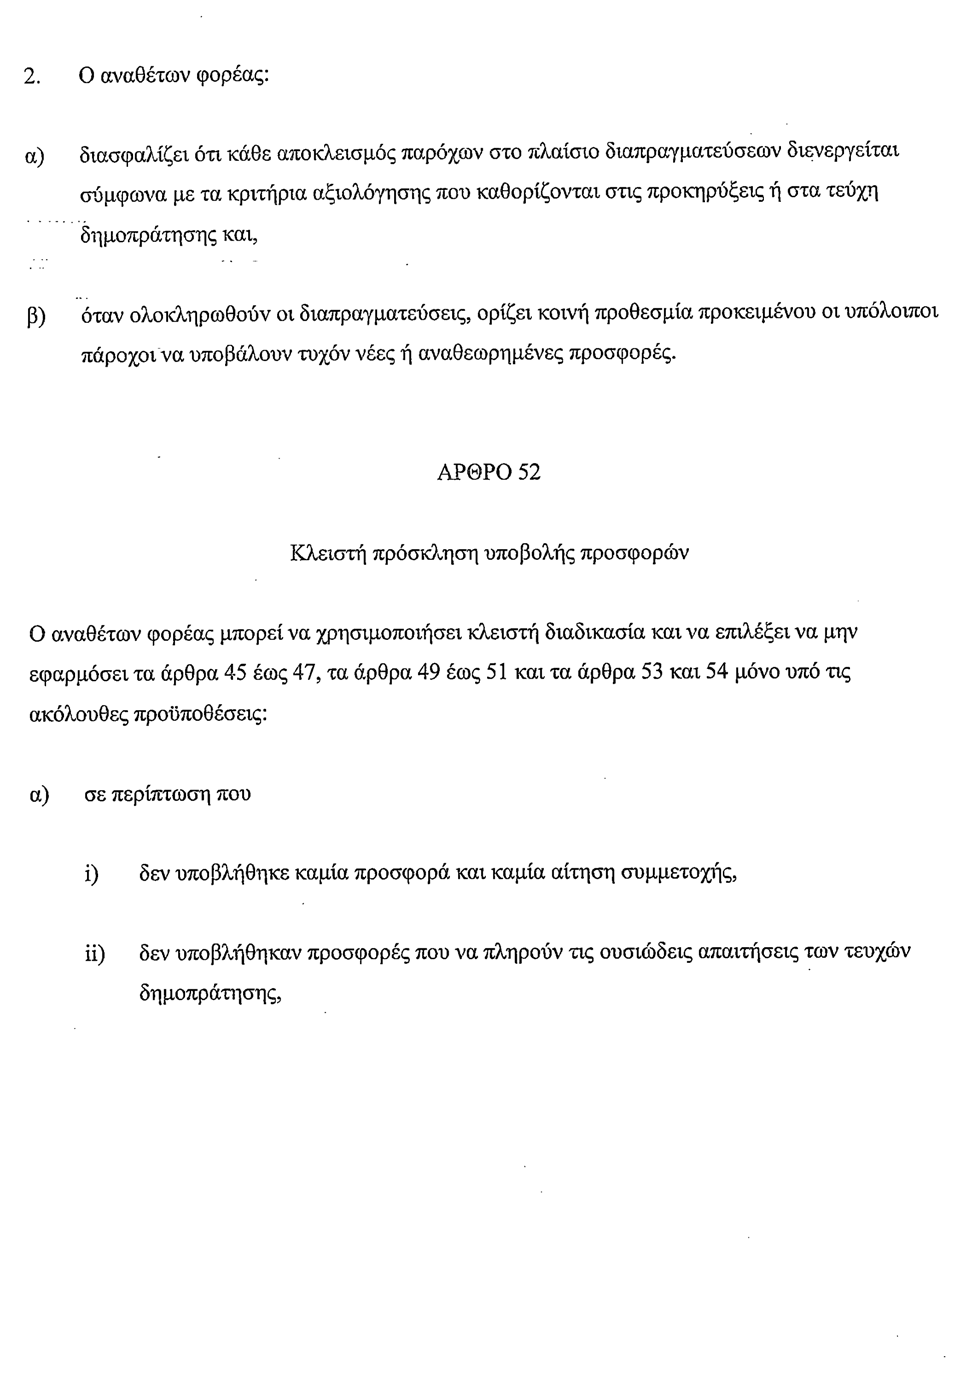 2. Ο αναθέτων φορέας:
α) διασφαλίζει ότι κάθε αποκλεισμός παρόχων στο πλαίσιο διαπραγματεύσεων διενεργείται
σύμφωνα με τα κριτήρια αξιολόγησης που καθορίζονται στις προκηρύξεις ή στα τεύχη
δημοπράτησης και,
β) όταν ολοκληρωθούν οι διαπραγματεύσεις, ορίζει κοινή προθεσμία προκειμένου οι υπόλοιποι
πάροχοι να υποβάλουν τυχόν νέες ή αναθεωρημένες προσφορές.
ΑΡΘΡΟ 52
Κλειστή πρόσκληση υποβολής προσφορών
Ο αναθέτων φορέας μπορεί να χρησιμοποιήσει κλειστή διαδικασία και να επιλέξει να μην
εφαρμόσει τα άρθρα 45 έως 47, τα άρθρα 49 έως 51 και τα άρθρα 53 και 54 μόνο υπό τις
ακόλουθες προϋποθέσεις:
α) σε περίπτωση που
i) δεν υποβλήθηκε καμία προσφορά και καμία αίτηση συμμετοχής,
ii) δεν υποβλήθηκαν προσφορές που να πληρούν τις ουσιώδεις απαιτήσεις των τευχών
δημοπράτησης,